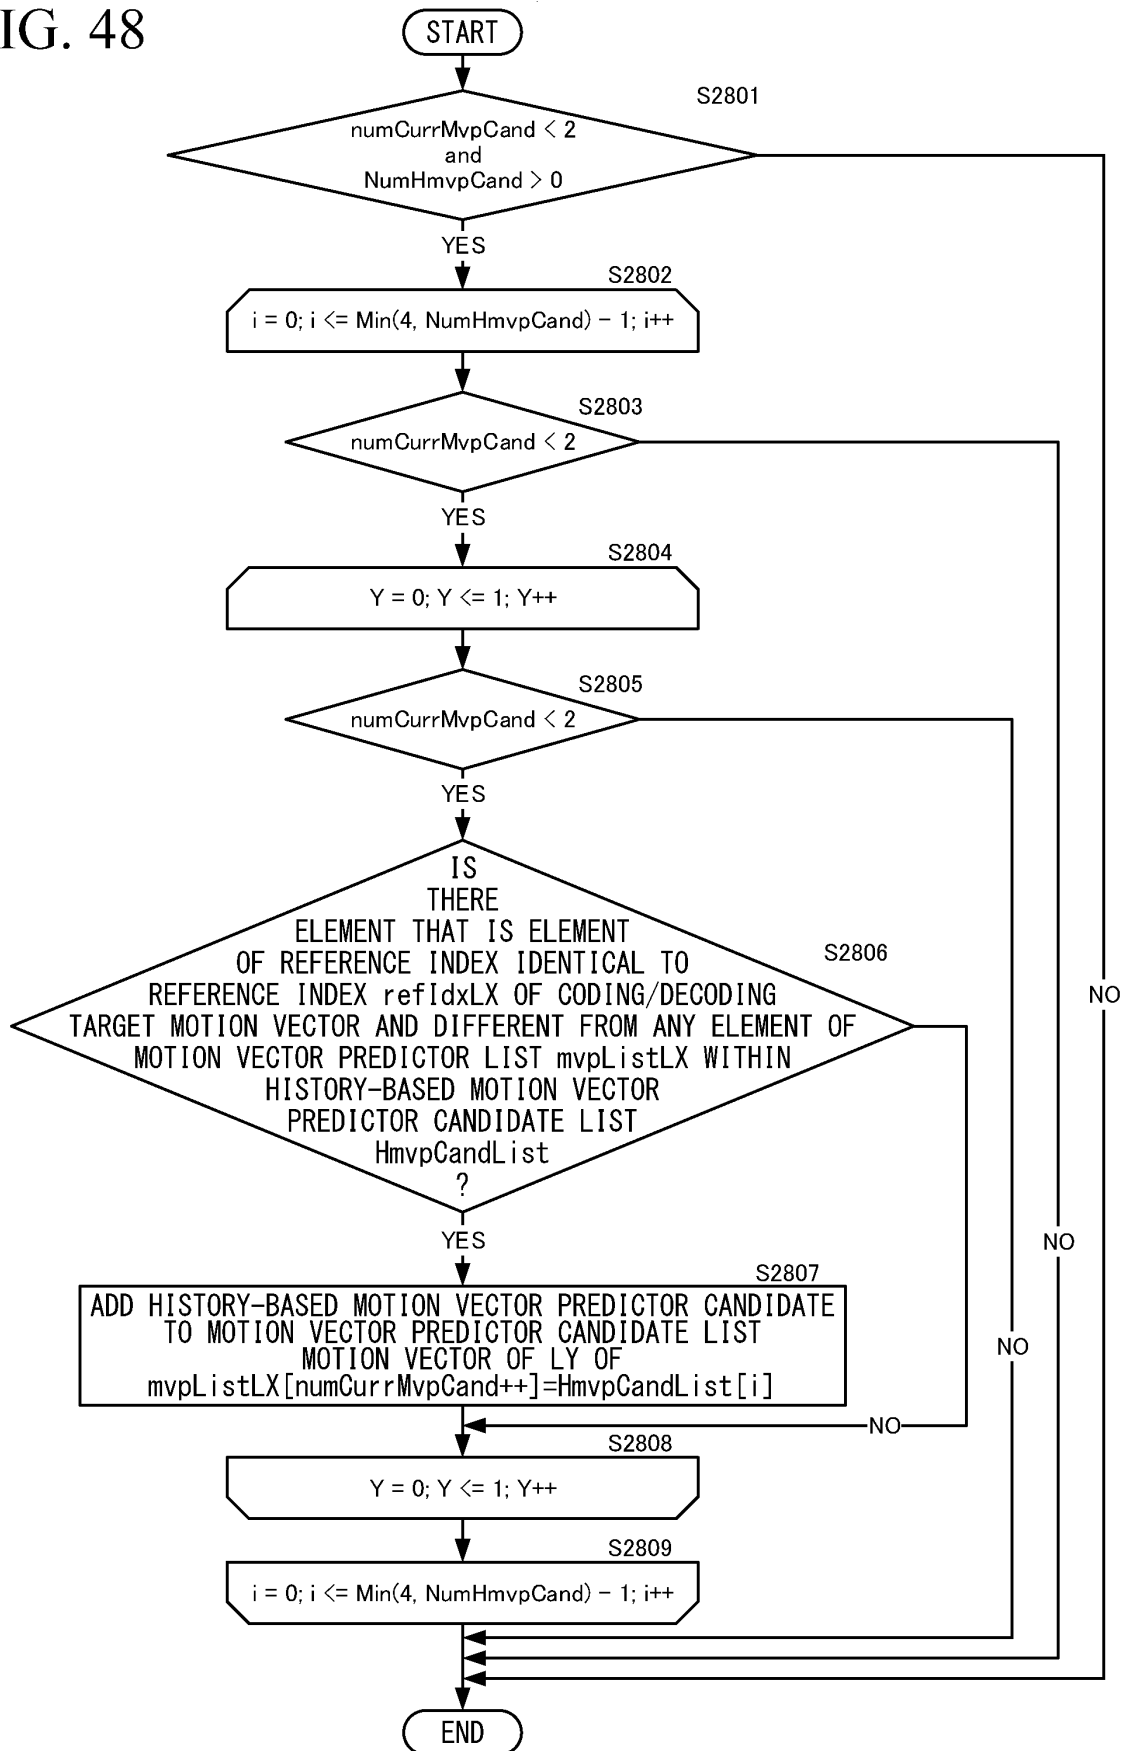 IG. 48
START
S2801
numCurrMvpCand < 2
and
NumHmvpCand > 0
YES
S2802
i = 0; i <= Min(4, NumHmvpCand) - 1; i++
S2803
numCurrMvpCand < 2
YES
S2804
Y = 0; Y <= 1; Y++
S2805
numCurrMvpCand < 2
YES
IS
THERE
ELEMENT THAT IS ELEMENT
OF REFERENCE INDEX IDENTICAL TO
S2806
REFERENCE INDEX refIdxLX OF CODING/DECODING
NO
TARGET MOTION VECTOR AND DIFFERENT FROM ANY ELEMENT OF
MOTION VECTOR PREDICTOR LIST mvpListLX WITHIN
HISTORY-BASED MOTION VECTOR
PREDICTOR CANDIDATE LIST
HmvpCandList
?
YES
NO
S2807
ADD HISTORY-BASED MOTION VECTOR PREDICTOR CANDIDATE
TO MOTION VECTOR PREDICTOR CANDIDATE LIST
MOTION VECTOR OF LY OF
mvpListLX[numCurrMvpCand++]=HmvpCandList[i]
NO
NO
S2808
Y = 0; Y <= 1; Y++
S2809
i = 0; i <= Min(4, NumHmvpCand) - 1; i++
END